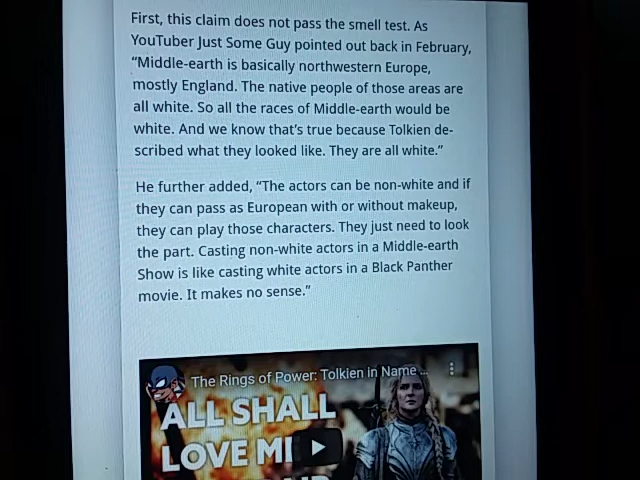 First, this claim does not pass the smell test. As
YouTuber Just Some Guy pointed out back in February,
“Middle-earth is basically northwestern Europe,
mostly England. The native people of those areas are
all white. So all the races of Middle-earth would be
white. And we know that’s true because Tolkien de-
scribed what they looked like. They are all white.”
He further added, “The actors can be non-white and if
they can pass as European with or without makeup,
they can play those characters. They just need to look
the part. Casting non-white actors in a Middle-earth
Show is like casting white actors in a Black Panther
movie. It makes no sense.”
The Rings of Power: Tolkien in Name ...
ALL SHALL
LOVE